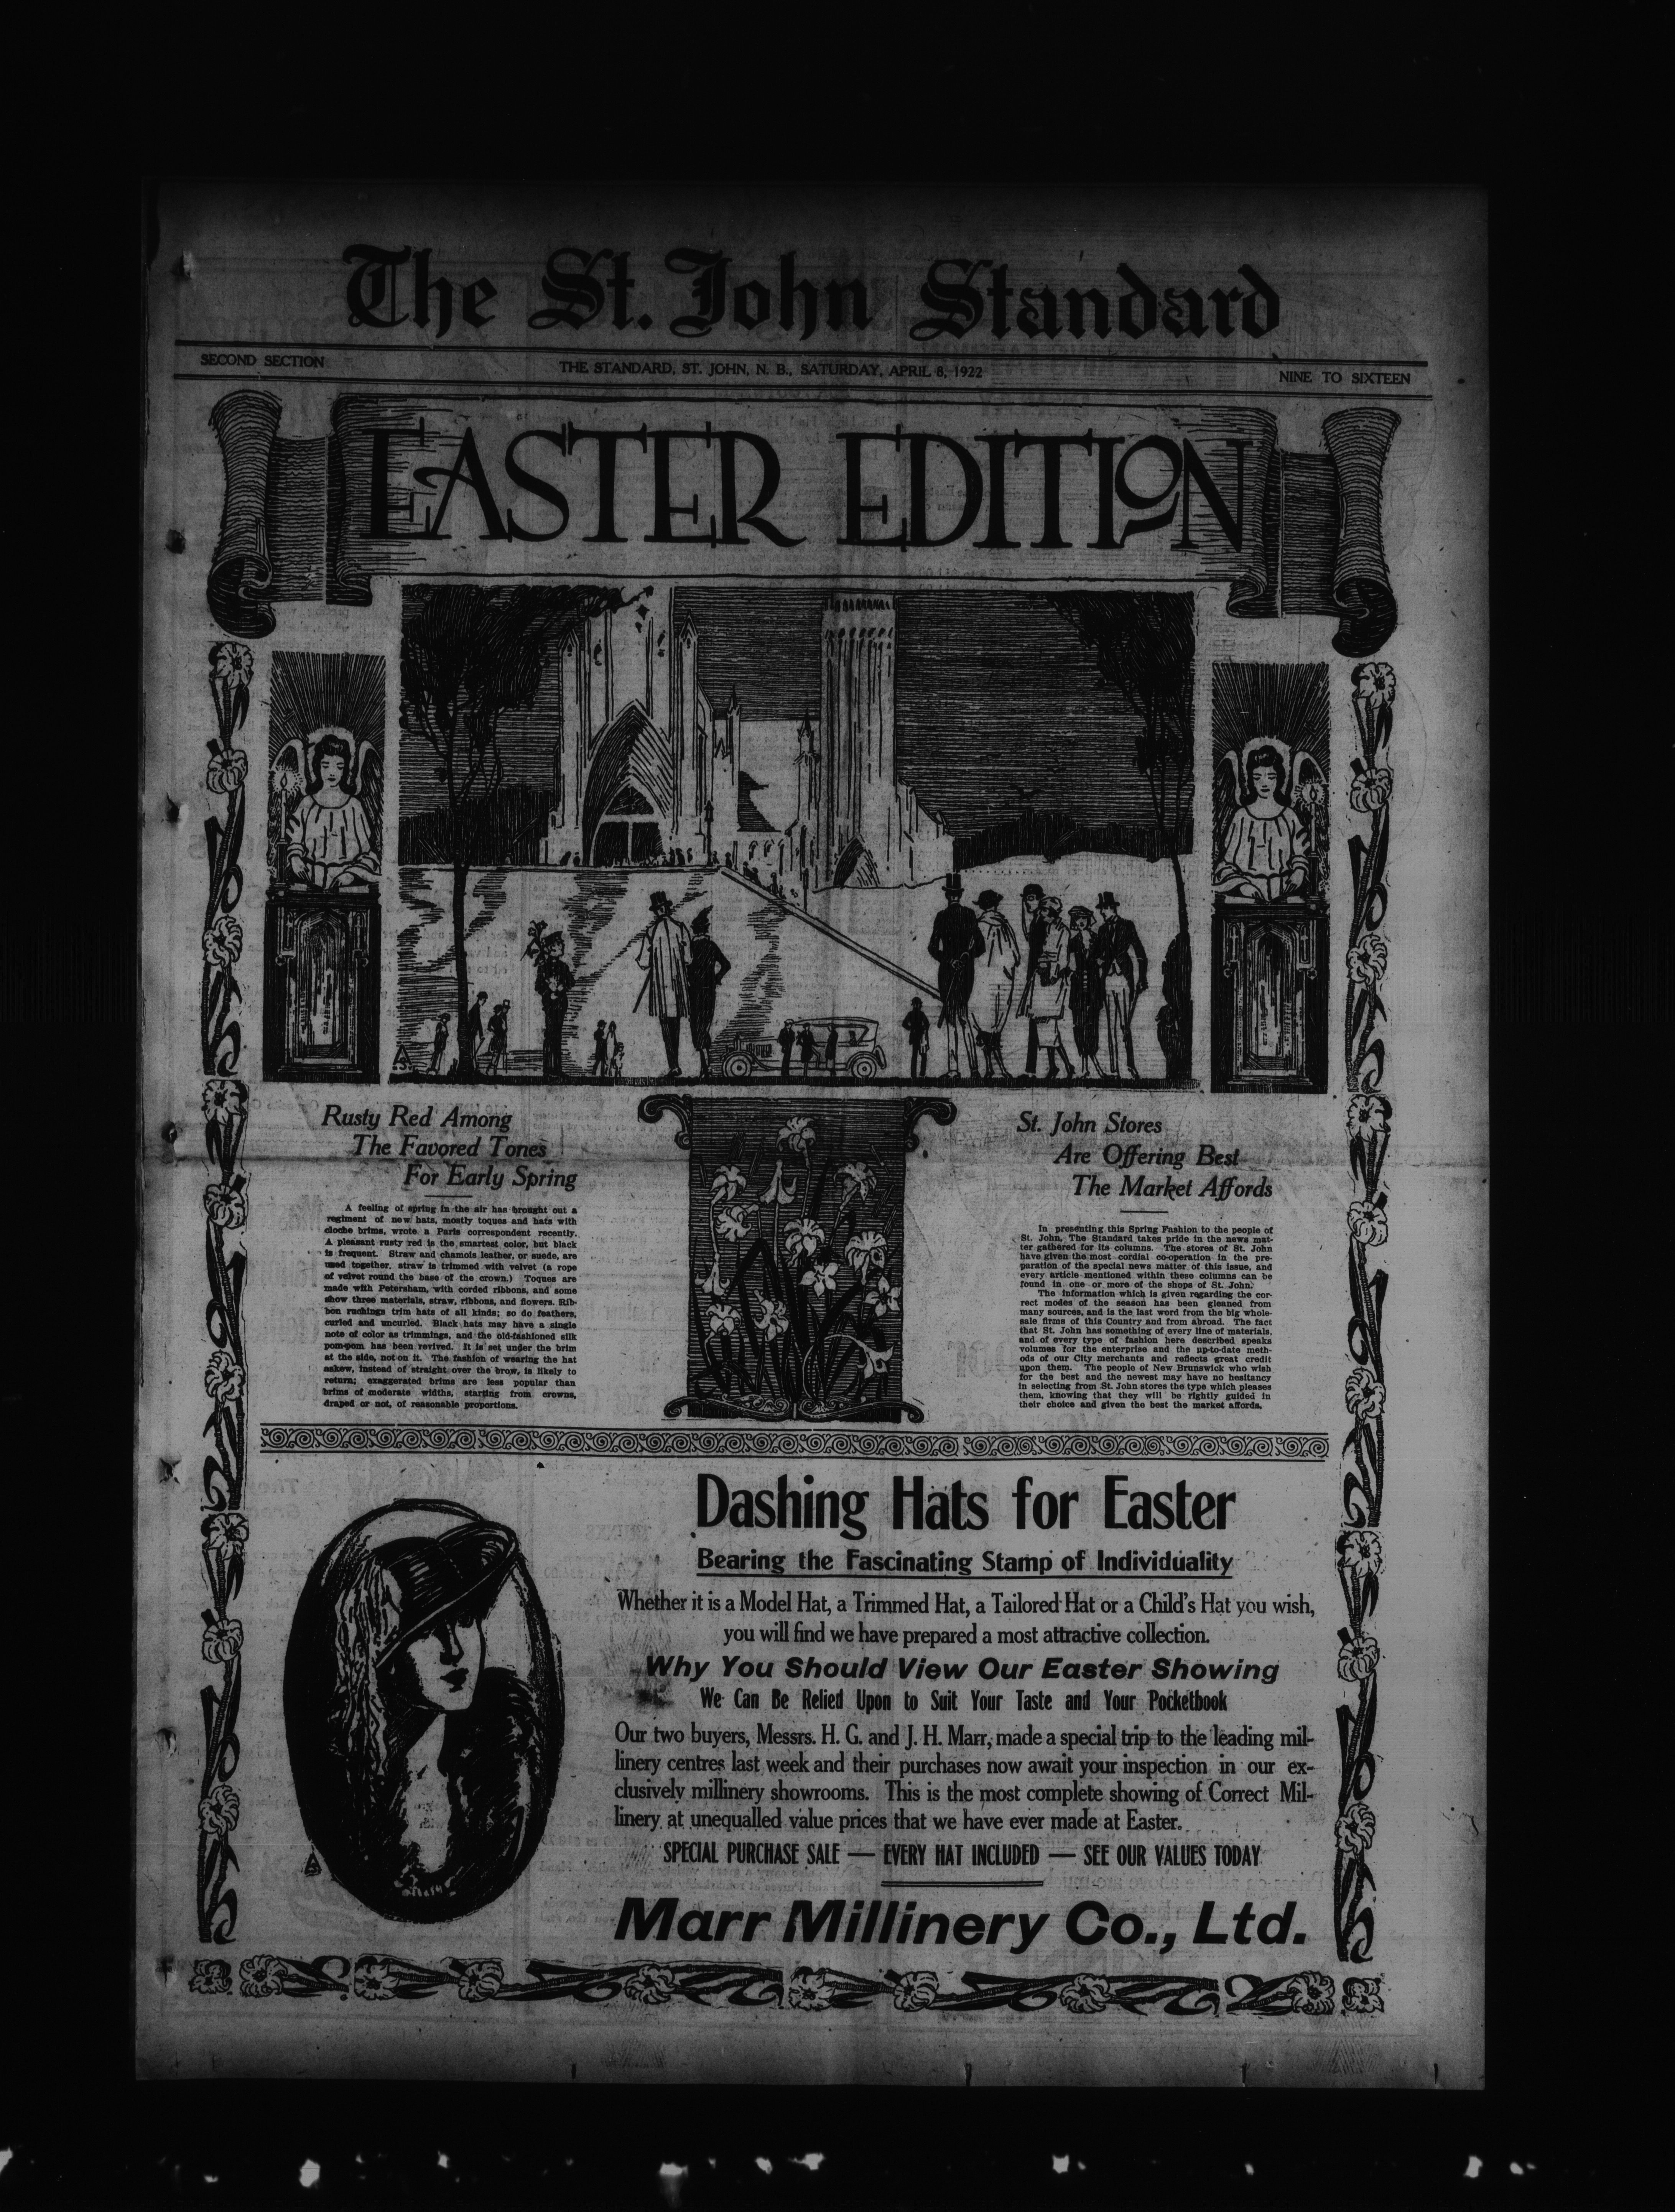 The St. John Standard
SECOND SECTION
THE STANDARD, ST. JOHN, N. B., SATURDAY, APRIL 8, 1922
NINE TO SIXTEEN
EASTER EDITION
Rusty Red Among
The Favored Tones
For Early Spring
A feeling of spring in the air has brought out a
regiment of new hats, mostly toques and hats with
cloche brims, wrote a Paris correspondent recently.
A pleasant rusty red is the smartest color, but black
is frequent. Straw and chamois leather, or suede, are
used together, straw is trimmed with velvet (a rope
of velvet round the base of the crown.) Toques are
made with Petersham, with corded ribbons, and some
show three materials, straw, ribbons, and flowers. Rib-
bon ruchings trim hats of all kinds; so do feathers,
curled and uncurled. Black hats may have a single
note of color as trimmings, and the old-fashioned silk
pompom has been revived. It is set under the brim
at the side, not on it. The fashion of wearing the hat
askew, instead of straight over the brow, is likely to
return; exaggerated brims are less popular than
brims of moderate widths, starting from crowns,
draped or not, of reasonable proportions.
St. John Stores
Are Offering Best
The Market Affords
In presenting this Spring Fashion to the people of
St. John, The Standard takes pride in the news mat-
ter gathered for its columns. The stores of St. John
have given the most cordial co-operation in the pre-
paration of the special news matter of this issue, and
every article mentioned within these columns can be
found in one or more of the shops of St. John.
The information which is given regarding the cor-
rect modes of the season has been gleaned from
many sources, and is the last word from the big whole-
sale firms of this Country and from abroad. The fact
that St. John has something of every line of materials,
and of every type of fashion here described speaks
volumes for the enterprise and the up-to-date meth-
ods of our City merchants and reflects great credit
upon them. The people of New Brunswick who wish
for the best and the newest may have no hesitancy
in selecting from St. John stores the type which pleases
them, knowing that they will be rightly guided in
their choice and given the best the market affords.
Dashing Hats for Easter
Bearing the Fascinating Stamp of Individuality
Whether it is a Model Hat, a Trimmed Hat, a Tailored Hat or a Child's Hat you wish,
you will find we have prepared a most attractive collection.
Why You Should View Our Easter Showing
We Can Be Relied Upon to Suit Your Taste and Your Pocketbook
Our two buyers, Messrs. H. G. and J. H. Marr, made a special trip to the leading mil-
linery centres last week and their purchases now await your inspection in our ex-
clusively millinery showrooms. This is the most complete showing of Correct Mil-
linery at unequalled value prices that we have ever made at Easter.
SPECIAL PURCHASE SALE — EVERY HAT INCLUDED — SEE OUR VALUES TODAY
Marr Millinery Co., Ltd.